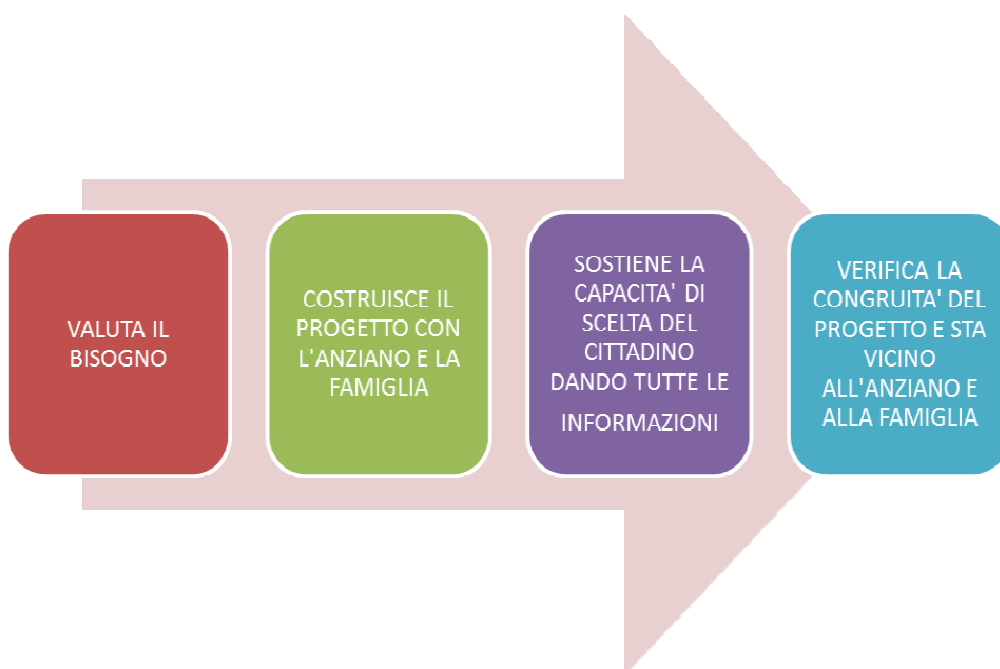 VALUTA IL
BISOGNO
COSTRUISCE IL
PROGETTO CON
L'ANZIANO E LA
FAMIGLIA
SOSTIENE LA
CAPACITA' DI
SCELTA DEL
CITTADINO
DANDO TUTTE LE
INFORMAZIONI
VERIFICA LA
CONGRUITA' DEL
PROGETTO E STA
VICINO
ALL'ANZIANO E
ALLA FAMIGLIA